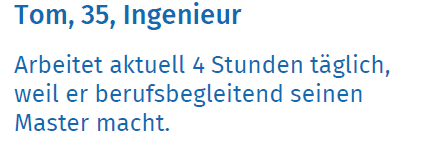 Tom, 35, Ingenieur
Arbeitet aktuell 4 Stunden täglich,
weil er berufsbegleitend seinen
Master macht.